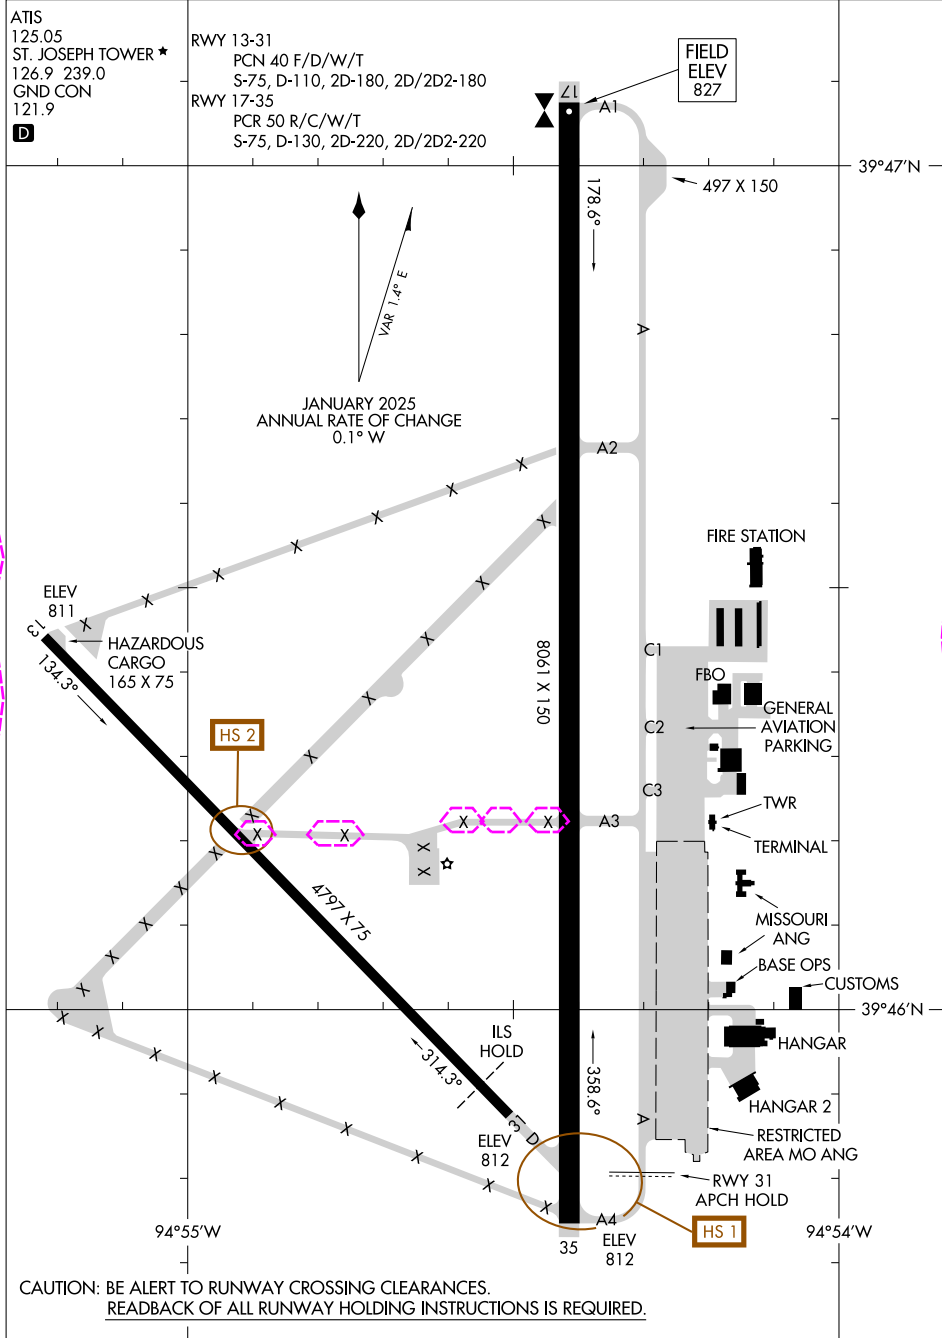 ATIS
125.05
ST. JOSEPH TOWER ★
126.9 239.0
GND CON
121.9
D
RWY 13-31
PCN 40 F/D/W/T
S-75, D-110, 2D-180, 2D/2D2-180
RWY 17-35
PCR 50 R/C/W/T
S-75, D-130, 2D-220, 2D/2D2-220
FIELD
ELEV
827
17
A1
39°47'N
497 X 150
178.6°
VAR 1.4° E
A
JANUARY 2025
ANNUAL RATE OF CHANGE
0.1° W
A2
X
X
X
X
X
X
X
X
X
X
X
X
FIRE STATION
ELEV
811
13
HAZARDOUS
CARGO
165 X 75
134.3°
8061 X 150
C1
FBO
GENERAL
AVIATION
PARKING
C2
HS 2
C3
TWR
TERMINAL
A3
X
X
X
X
X
X
X
X
X
X
X
X
4797 X 75
MISSOURI
ANG
BASE OPS
CUSTOMS
39°46'N
HANGAR
HANGAR 2
ILS
HOLD
314.3°
358.6°
X
X
X
X
X
X
X
X
X
31
D
A
ELEV
812
RESTRICTED
AREA MO ANG
RWY 31
APCH HOLD
A4
HS 1
94°55'W
35
ELEV
812
94°54'W
CAUTION: BE ALERT TO RUNWAY CROSSING CLEARANCES.
READBACK OF ALL RUNWAY HOLDING INSTRUCTIONS IS REQUIRED.